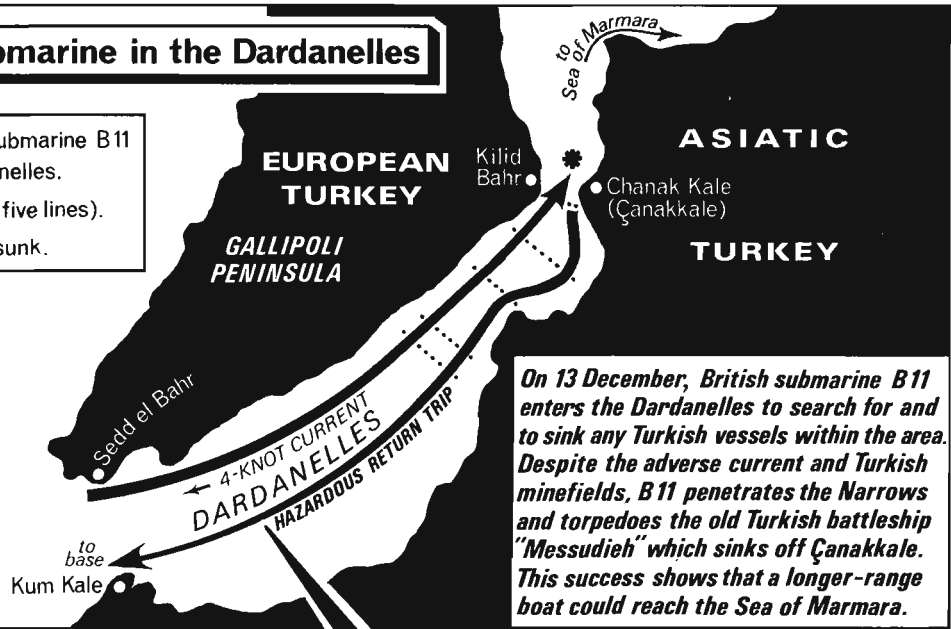 bmarine in the Dardanelles
ubmarine B11
nelles.
five lines).
sunk.
to
Sea of Marmara
EUROPEAN
TURKEY
GALLIPOLI
PENINSULA
Kilid
Bahr
ASIATIC
Chanak Kale
(Çanakkale)
TURKEY
Sedd el Bahr
4-KNOT CURRENT
DARDANELLES
HAZARDOUS RETURN TRIP
to
base
Kum Kale
On 13 December, British submarine B11
enters the Dardanelles to search for and
to sink any Turkish vessels within the area.
Despite the adverse current and Turkish
minefields, B11 penetrates the Narrows
and torpedoes the old Turkish battleship
"Messudieh" which sinks off Çanakkale.
This success shows that a longer-range
boat could reach the Sea of Marmara.